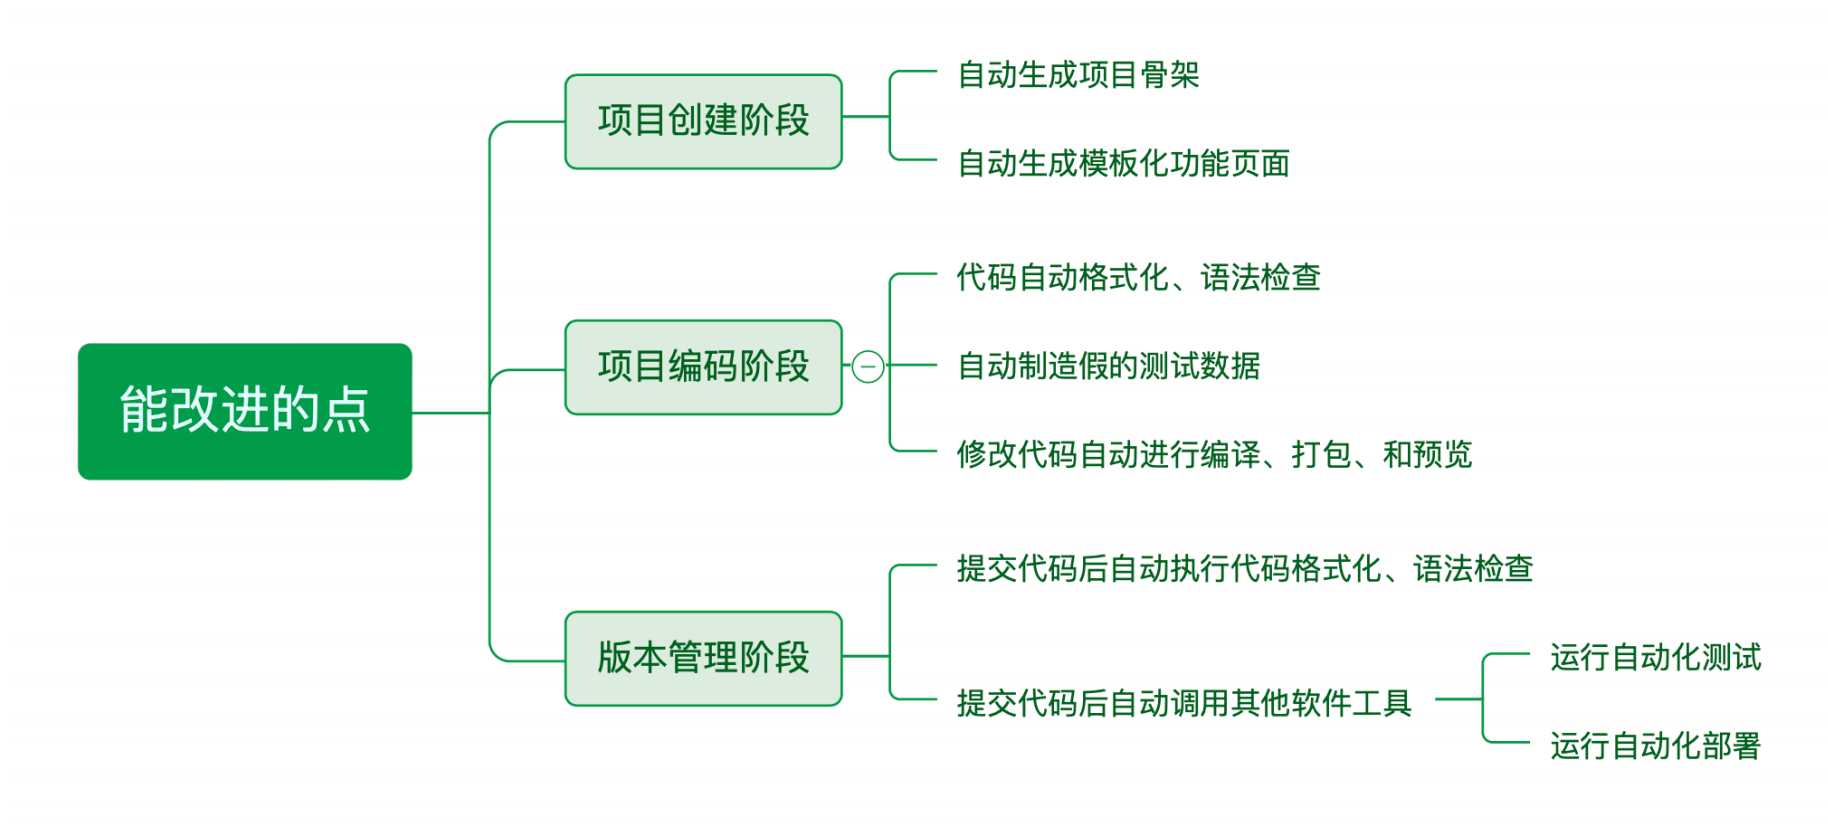 能改进的点
项目创建阶段
自动生成项目骨架
自动生成模板化功能页面
项目编码阶段
代码自动格式化、语法检查
自动制造假的测试数据
修改代码自动进行编译、打包、和预览
版本管理阶段
提交代码后自动执行代码格式化、语法检查
提交代码后自动调用其他软件工具
运行自动化测试
运行自动化部署